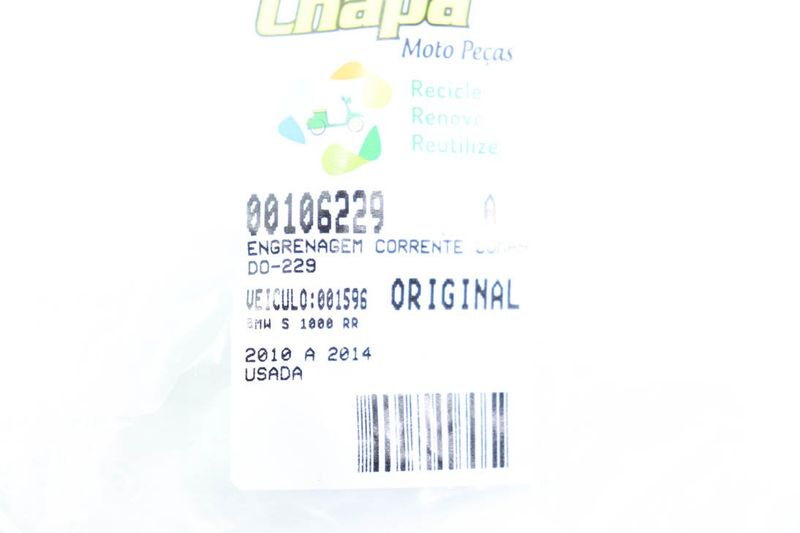 Chapa
Moto Peças
Recicle
Renove
Reutilize
00106229 A
ENGRENAGEM CORRENTE
DO-229
VEICULO:001596 ORIGINAL
BMW S 1000 RR
2010 A 2014
USADA